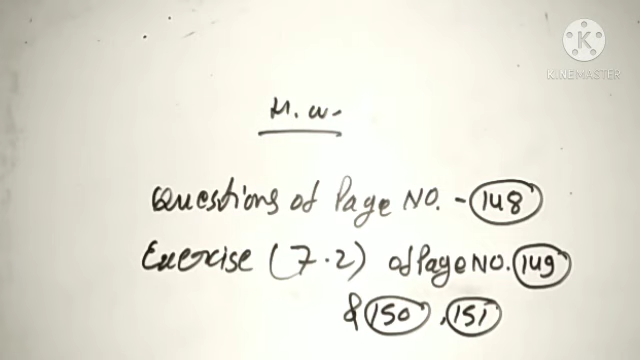 K
KINEMASTER
H.W.
Questions of Page NO. - 148
Exercise (7.2) of Page NO. 149
& 150, 151